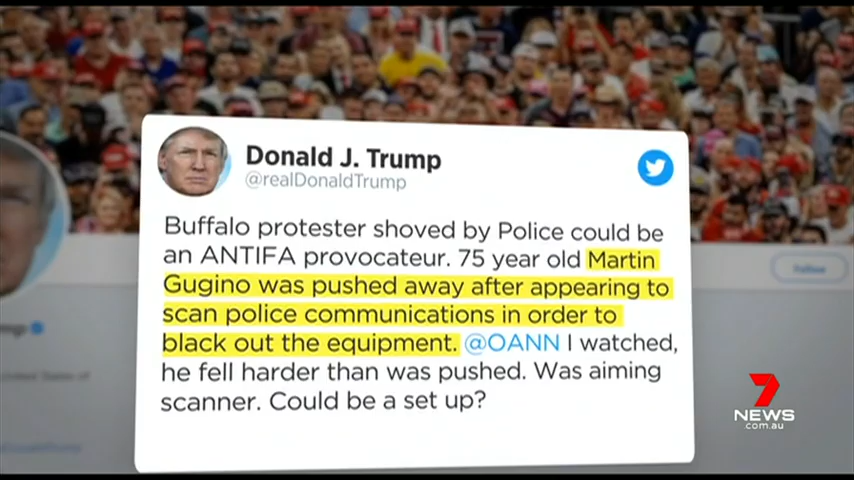 Donald J. Trump
@realDonaldTrump
Buffalo protester shoved by Police could be
an ANTIFA provocateur. 75 year old Martin
Gugino was pushed away after appearing to
scan police communications in order to
black out the equipment. @OANN I watched,
he fell harder than was pushed. Was aiming
scanner. Could be a set up?
Follow
7
NEWS
com.au